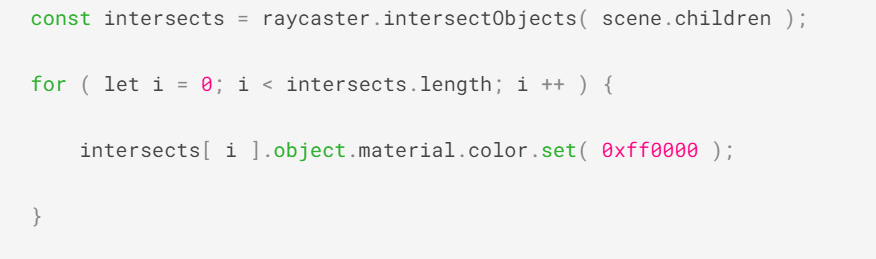 const intersects = raycaster.intersectObjects( scene.children );
for ( let i = 0; i < intersects.length; i ++ ) {
intersects[ i ].object.material.color.set( 0xff0000 );
}